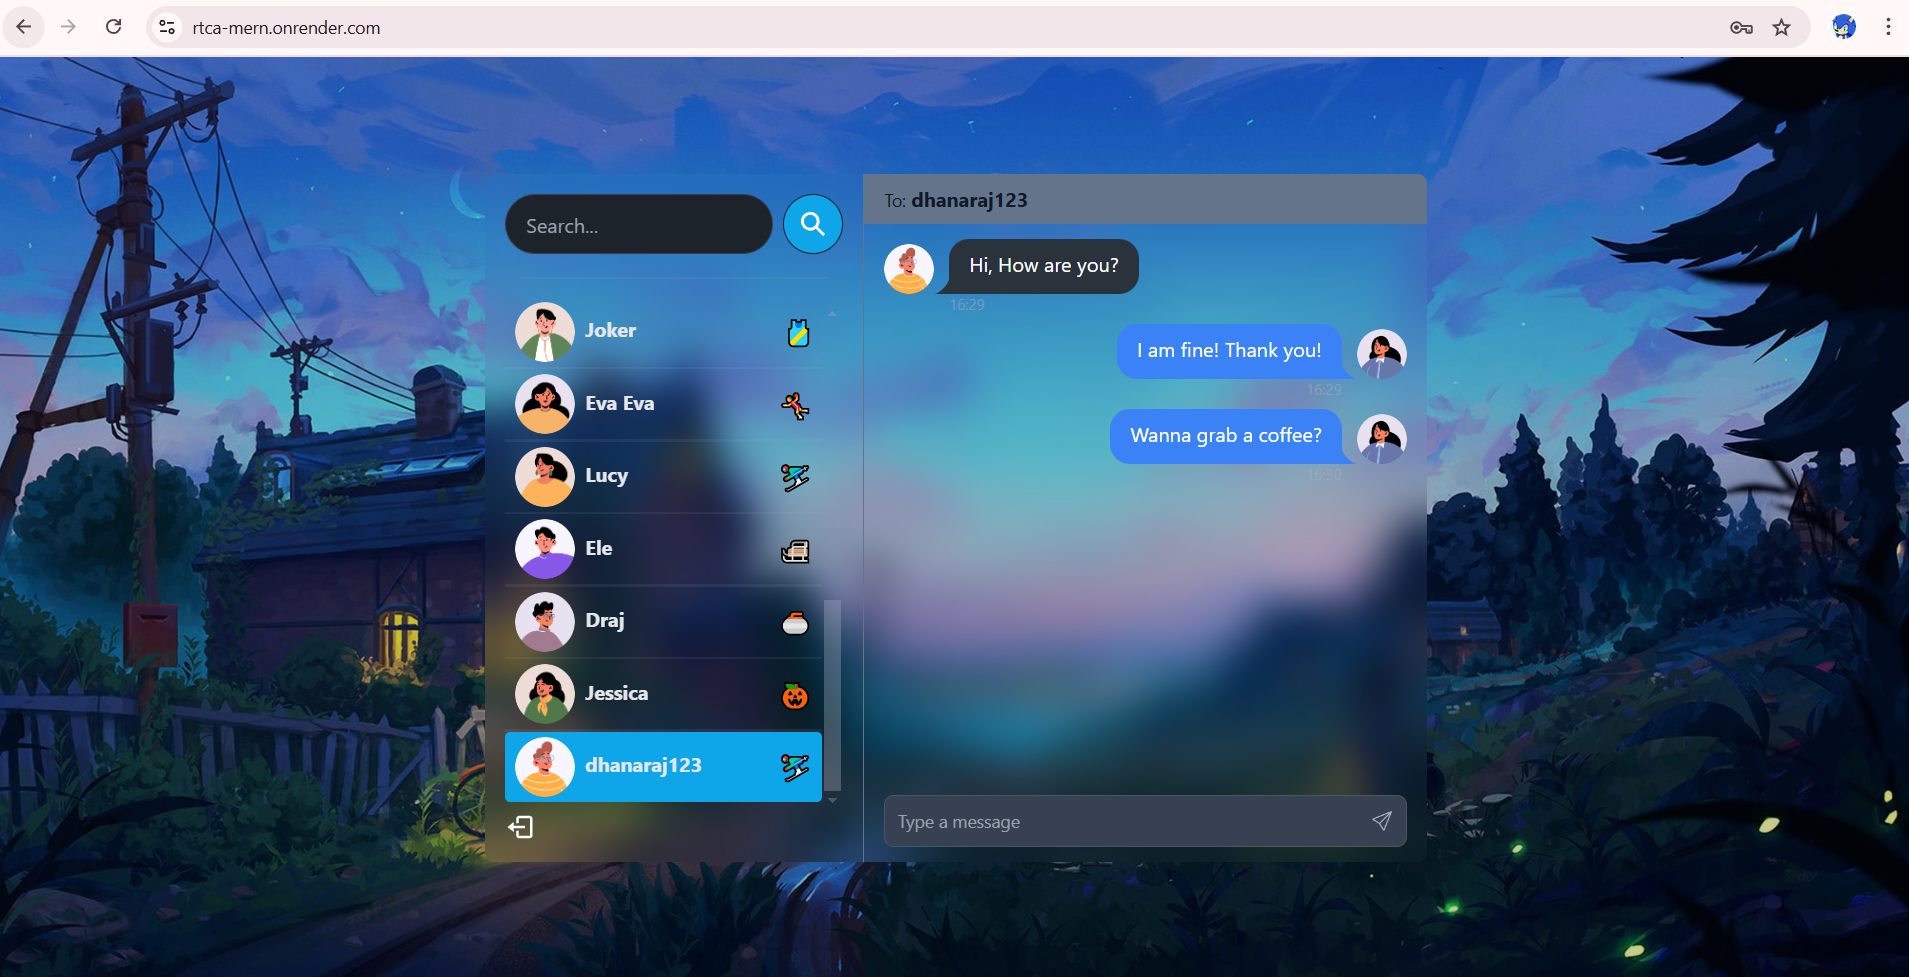 rtca-mern.onrender.com
Search...
Joker
Eva Eva
Lucy
Ele
Draj
Jessica
dhanaraj123
To: dhanaraj123
Hi, How are you?
16:29
I am fine! Thank you!
16:29
Wanna grab a coffee?
16:30
Type a message